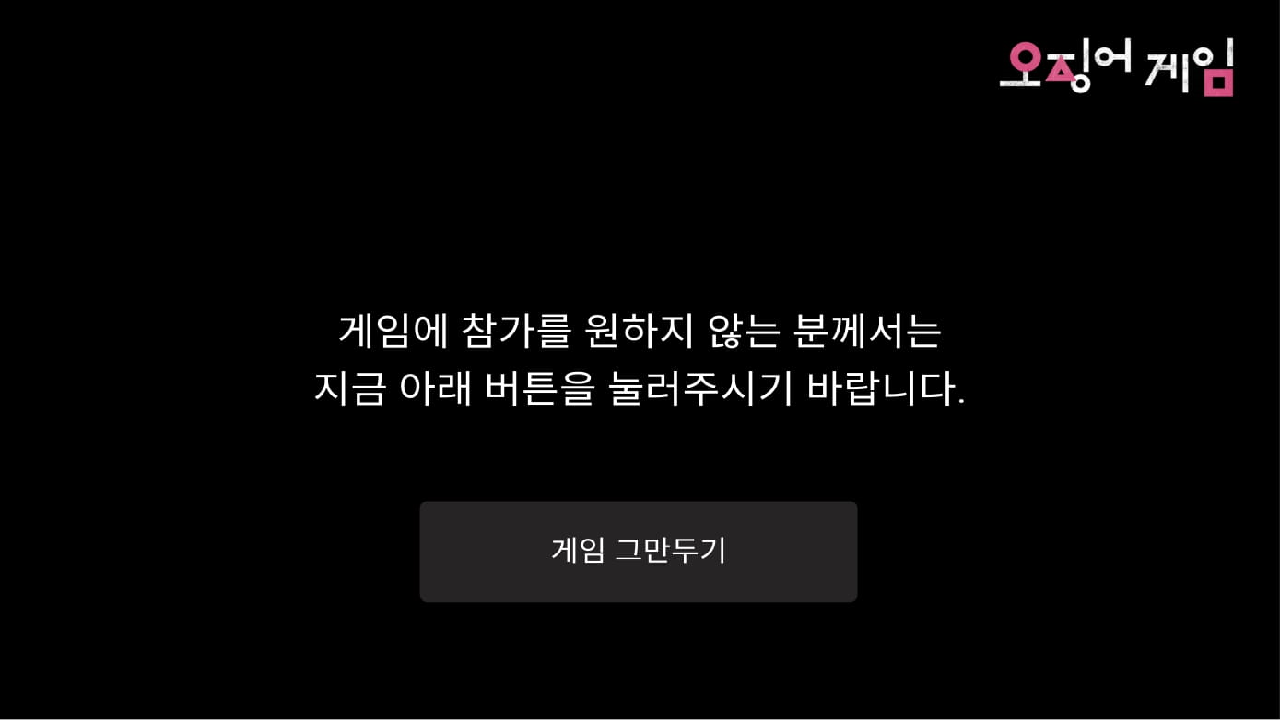 오징어 게임
게임에 참가를 원하지 않는 분께서는
지금 아래 버튼을 눌러주시기 바랍니다.
게임 그만두기